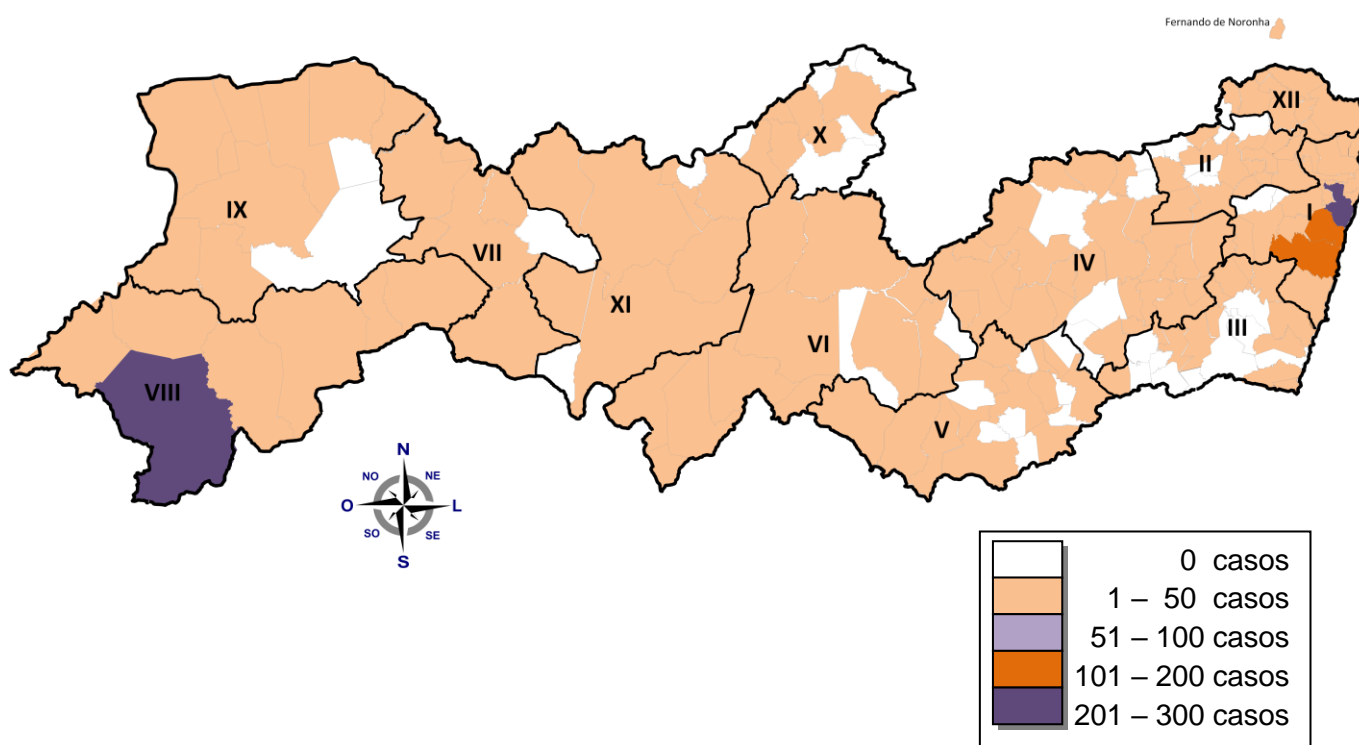 Fernando de Noronha
XII
X
II
IX
I
VII
IV
XI
III
VI
VIII
V
N
NO NE
O L
SO SE
S
0 casos
1 – 50 casos
51 – 100 casos
101 – 200 casos
201 – 300 casos